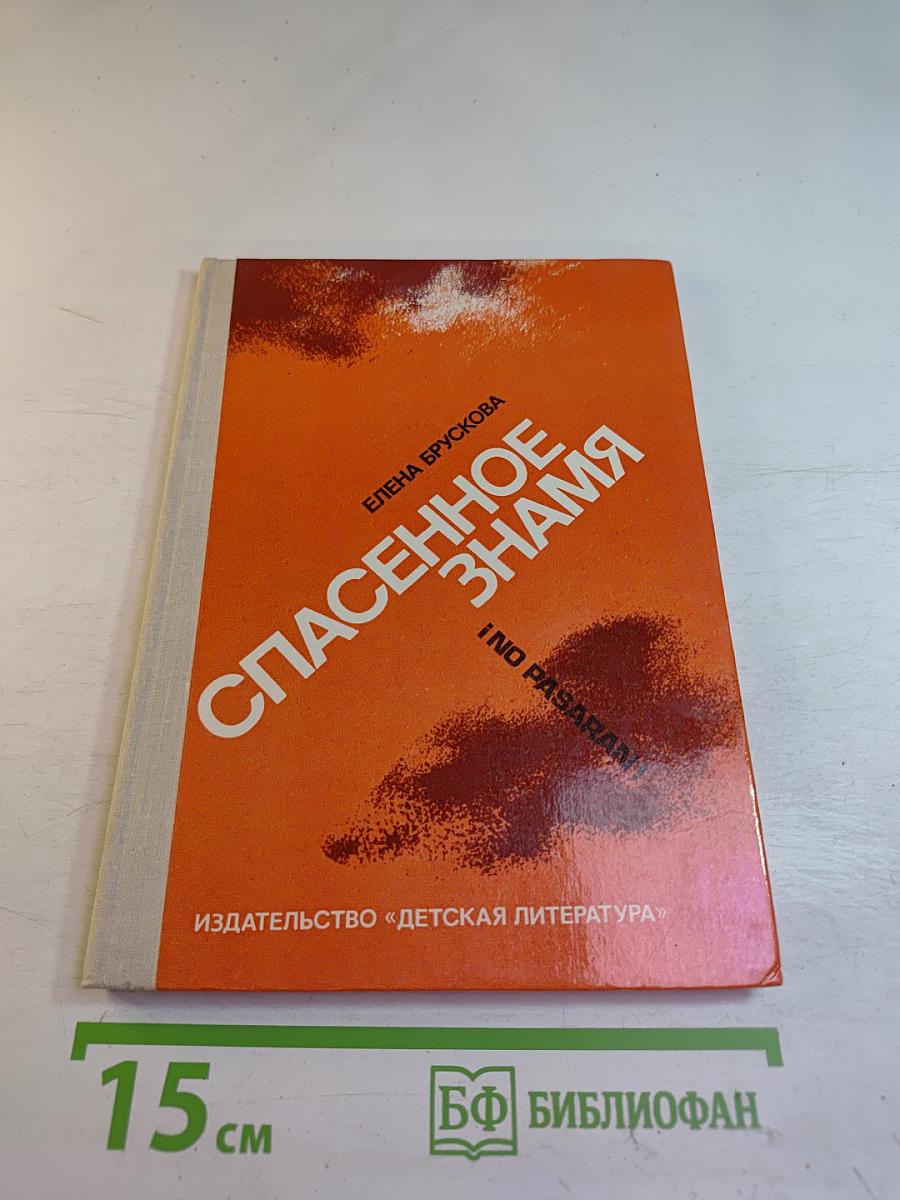 ЕЛЕНА БРУСКОВА
СПАСЕННОЕ
ЗНАМЯ
¡NO PASARAN!
ИЗДАТЕЛЬСТВО «ДЕТСКАЯ ЛИТЕРАТУРА»
15 см
БФ БИБЛИОФАН